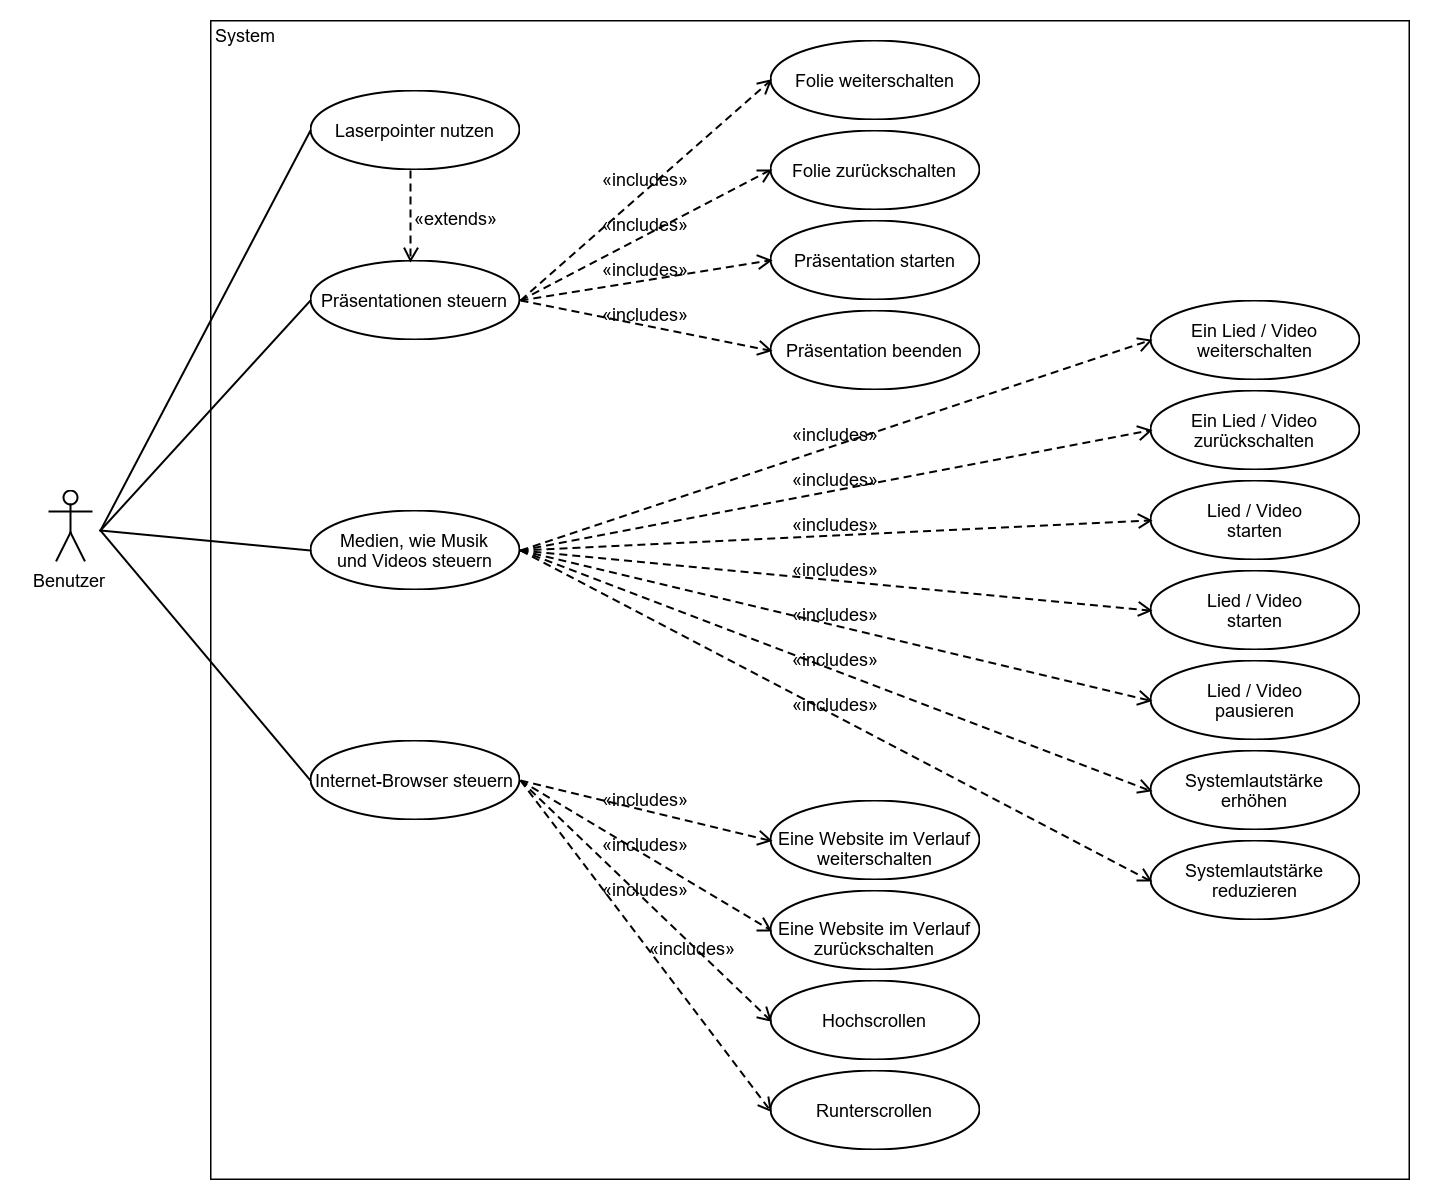 System
Folie weiterschalten
Laserpointer nutzen
Folie zurückschalten
«includes»
«extends»
«includes»
Präsentation starten
«includes»
Präsentationen steuern
«includes»
Präsentation beenden
Ein Lied / Video
weiterschalten
Ein Lied / Video
zurückschalten
«includes»
«includes»
Lied / Video
starten
«includes»
Medien, wie Musik
und Videos steuern
«includes»
Benutzer
Lied / Video
starten
«includes»
«includes»
Lied / Video
pausieren
«includes»
Internet-Browser steuern
Systemlautstärke
erhöhen
«includes»
Eine Website im Verlauf
weiterschalten
«includes»
Systemlautstärke
reduzieren
«includes»
Eine Website im Verlauf
zurückschalten
«includes»
Hochscrollen
Runterscrollen